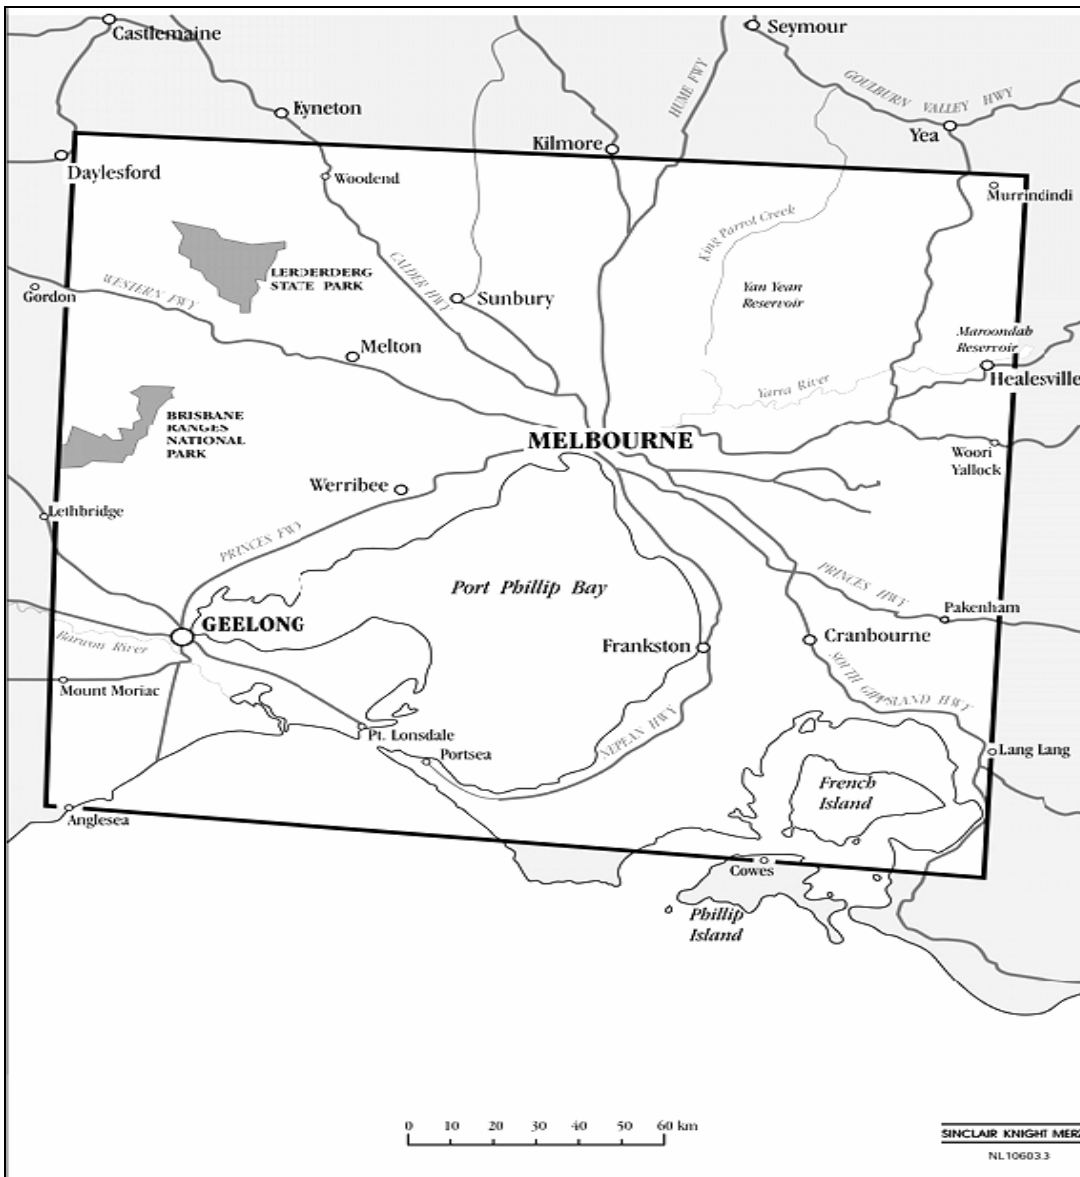 Castlemaine
Seymour
GOULBURN VALLEY HWY
HUME FWY
Kyneton
Yea
Kilmore
Daylesford
Woodend
Murrindindi
King Parrot Creek
LERDERDERG
STATE PARK
CALDER HWY
WESTERN FWY
Gordon
Sunbury
Yan Yean
Reservoir
Maroondah
Reservoir
Melton
Healesville
Yarra River
BRISBANE
RANGES
NATIONAL
PARK
MELBOURNE
Woori
Yallock
Werribee
Lethbridge
PRINCES FWY
Port Phillip Bay
PRINCES HWY
Pakenham
GEELONG
Barwon River
Frankston
Cranbourne
SOUTH GIPPSLAND HWY
Mount Moriac
NEPEAN HWY
Pt. Lonsdale
Portsea
Lang Lang
French
Island
Anglesea
Cowes
Phillip
Island
0 10 20 30 40 50 60 km
SINCLAIR KNIGHT MERZ
NL10603.3